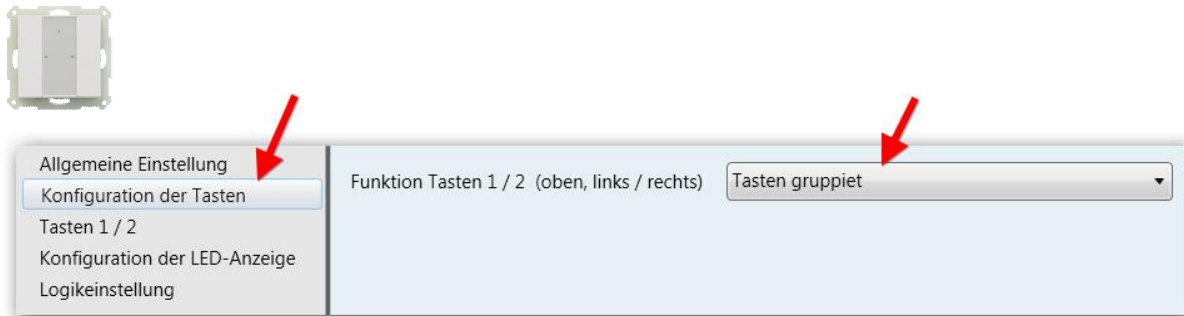 Allgemeine Einstellung
Konfiguration der Tasten
Tasten 1 / 2
Konfiguration der LED-Anzeige
Logikeinstellung
Funktion Tasten 1 / 2 (oben, links / rechts) Tasten gruppiet